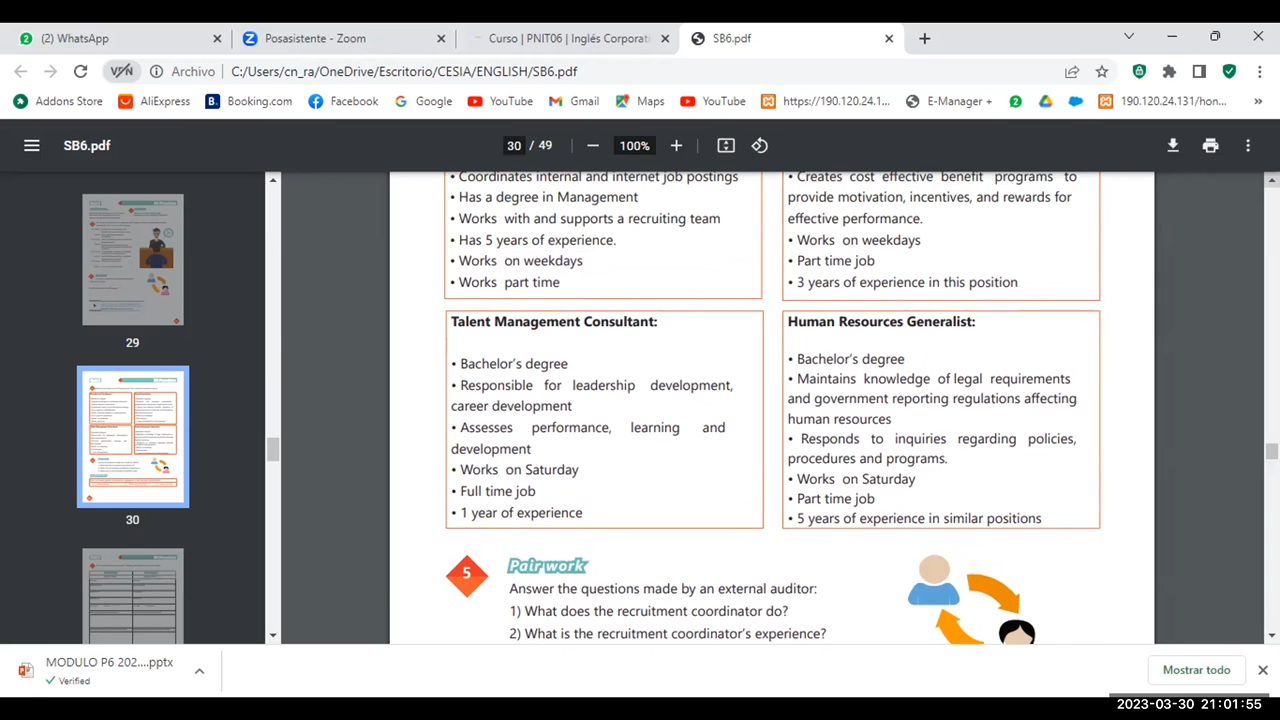 (2) WhatsApp
Posasistente - Zoom
Curso | PNIT06 | Inglés Corporat
SB6.pdf
VPN
Archivo
C:/Users/cn_ra/OneDrive/Escritorio/CESIA/ENGLISH/SB6.pdf
Addons Store
AliExpress
Booking.com
Facebook
Google
YouTube
Gmail
Maps
YouTube
https://190.120.24.1...
E-Manager +
190.120.24.131/hon...
SB6.pdf
30 / 49
100%
29
30
• Coordinates internal and internet job postings
• Has a degree in Management
• Works with and supports a recruiting team
• Has 5 years of experience.
• Works on weekdays
• Works part time
• Creates cost effective benefit programs to
provide motivation, incentives, and rewards for
effective performance.
• Works on weekdays
• Part time job
• 3 years of experience in this position
Talent Management Consultant:
• Bachelor's degree
• Responsible for leadership development,
career development
• Assesses performance, learning and
development
• Works on Saturday
• Full time job
• 1 year of experience
Human Resources Generalist:
• Bachelor's degree
• Maintains knowledge of legal requirements
and government reporting regulations affecting
human resources
• Responds to inquiries regarding policies,
procedures and programs.
• Works on Saturday
• Part time job
• 5 years of experience in similar positions
5
Pair work
Answer the questions made by an external auditor:
1) What does the recruitment coordinator do?
2) What is the recruitment coordinator's experience?
MODULO P6 202....pptx
Verified
Mostrar todo
2023-03-30 21:01:55